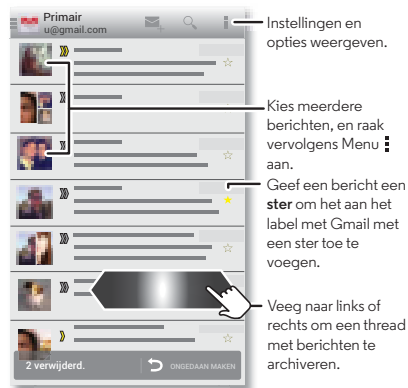 Primair
u@gmail.com
Instellingen en
opties weergeven.
Kies meerdere
berichten, en raak
vervolgens Menu
aan.
Geef een bericht een
ster om het aan het
label met Gmail met
een ster toe te
voegen.
Veeg naar links of
rechts om een thread
met berichten te
archiveren.
2 verwijderd.
ONGEDAAN MAKEN